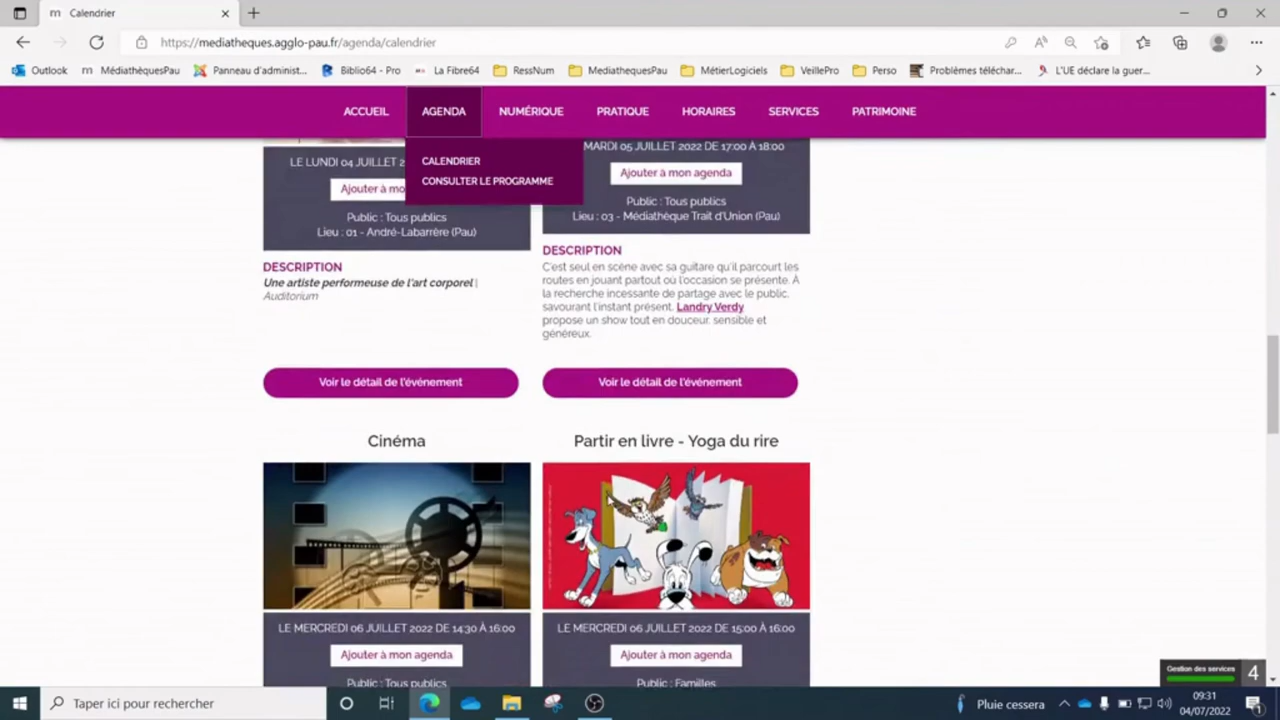 Calendrier
https://mediatheques.agglo-pau.fr/agenda/calendrier
Outlook
MédiathèquesPau
Panneau d'administ...
Biblio64 - Pro
La Fibre64
RessNum
MediathequesPau
MétierLogiciels
VeillePro
Perso
Problèmes téléchar...
L'UE déclare la guer...
ACCUEIL
AGENDA
NUMÉRIQUE
PRATIQUE
HORAIRES
SERVICES
PATRIMOINE
CALENDRIER
CONSULTER LE PROGRAMME
LE LUNDI 04 JUILLET 2
Ajouter à mo
Public : Tous publics
Lieu : 01 - André-Labarrère (Pau)
DESCRIPTION
Une artiste performeuse de l'art corporel |
Auditorium
Voir le détail de l'événement
MARDI 05 JUILLET 2022 DE 17:00 À 18:00
Ajouter à mon agenda
Public : Tous publics
Lieu : 03 - Médiathèque Trait d'Union (Pau)
DESCRIPTION
C'est seul en scène avec sa guitare qu'il parcourt les
routes en jouant partout où l'occasion se présente. À
la recherche incessante de partage avec le public,
savourant l'instant présent, Landry Verdy
propose un show tout en douceur, sensible et
généreux.
Voir le détail de l'événement
Cinéma
LE MERCREDI 06 JUILLET 2022 DE 14:30 À 16:00
Ajouter à mon agenda
Public : Tous publics
Partir en livre - Yoga du rire
LE MERCREDI 06 JUILLET 2022 DE 15:00 À 16:00
Ajouter à mon agenda
Public : Familles
Gestion des services
4
Taper ici pour rechercher
Pluie cessera
09:31
04/07/2022
1